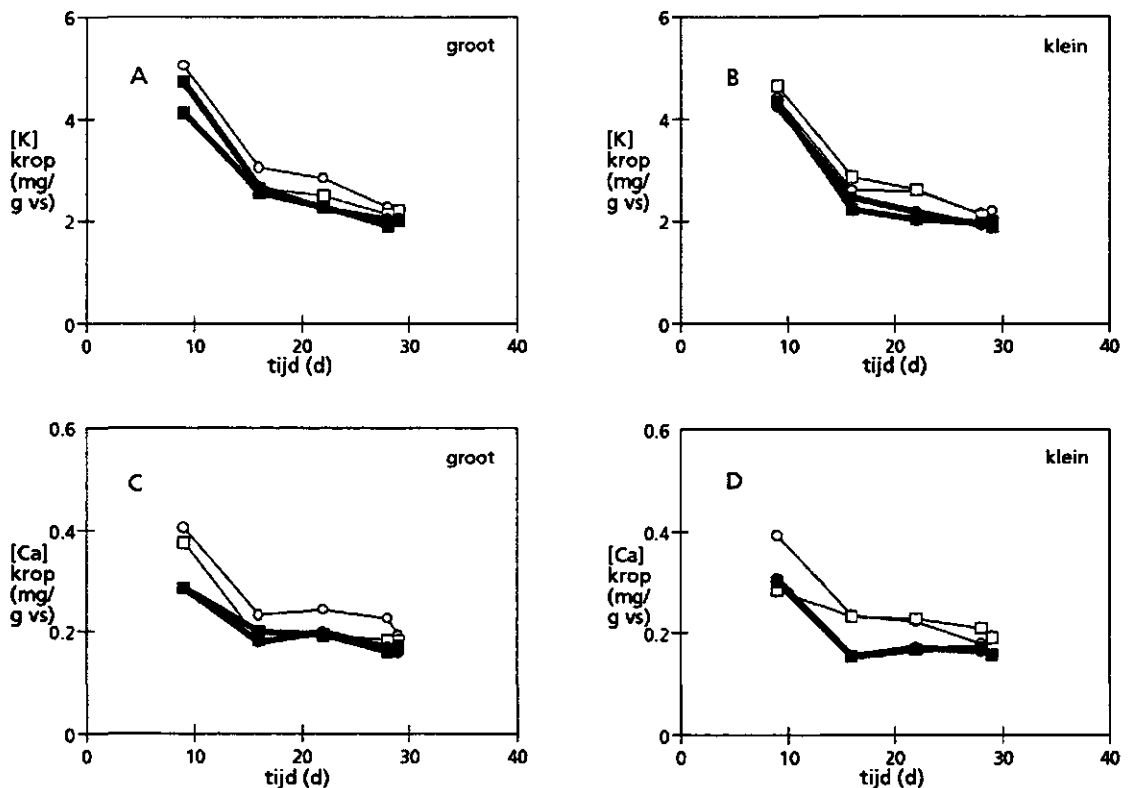 6
groot
A
4
[K]
krop
(mg/
g vs)
2
0
0
10
20
30
40
tijd (d)
6
klein
B
4
[K]
krop
(mg/
g vs)
2
0
0
10
20
30
40
tijd (d)
0.6
groot
C
0.4
[Ca]
krop
(mg/
g vs)
0.2
0
0
10
20
30
40
tijd (d)
0.6
klein
D
0.4
[Ca]
krop
(mg/
g vs)
0.2
0
0
10
20
30
40
tijd (d)